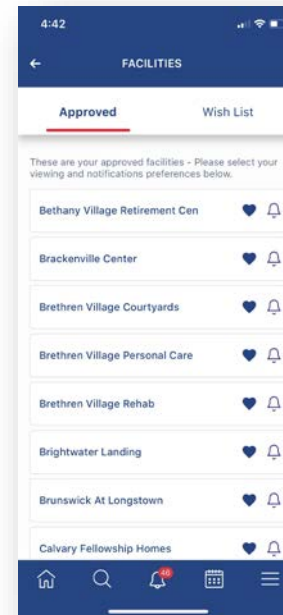 4:42
FACILITIES
Approved
Wish List
These are your approved facilities - Please select your
viewing and notifications preferences below.
Bethany Village Retirement Cen
Brackenville Center
Brethren Village Courtyards
Brethren Village Personal Care
Brethren Village Rehab
Brightwater Landing
Brunswick At Longstown
Calvary Fellowship Homes
46